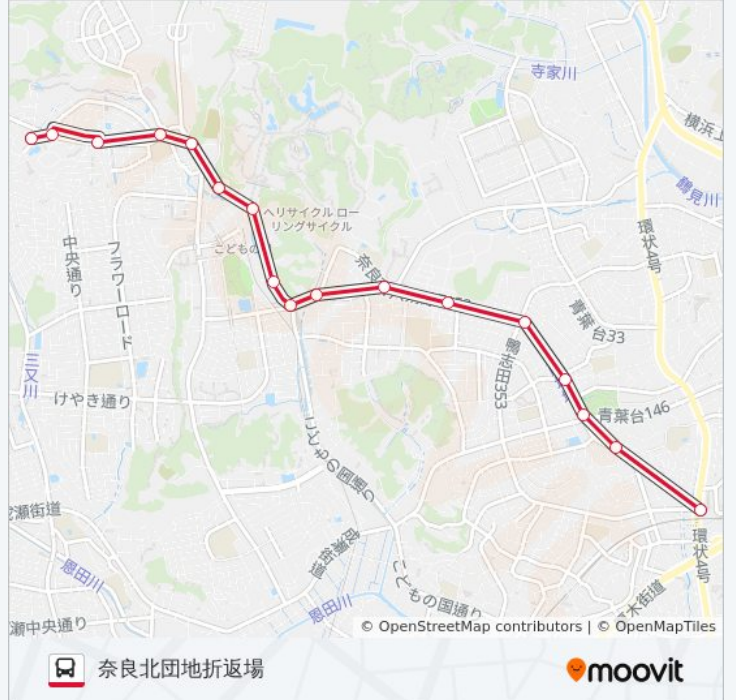 寺家川
横浜上
鶴見川
ヘリサイクル ロー
リングサイクル
環状4号
中央通り
フラワーロード
こどもの
奈良
青葉台33
三又川
鴨志田353
けやき通り
青葉台146
こどもの国通り
瀬街道
成瀬街道
環状4号
恩田川
恩田川
こどもの国通り
木街道
瀬中央通り
© OpenStreetMap contributors | © OpenMapTiles
奈良北団地折返場
moovit